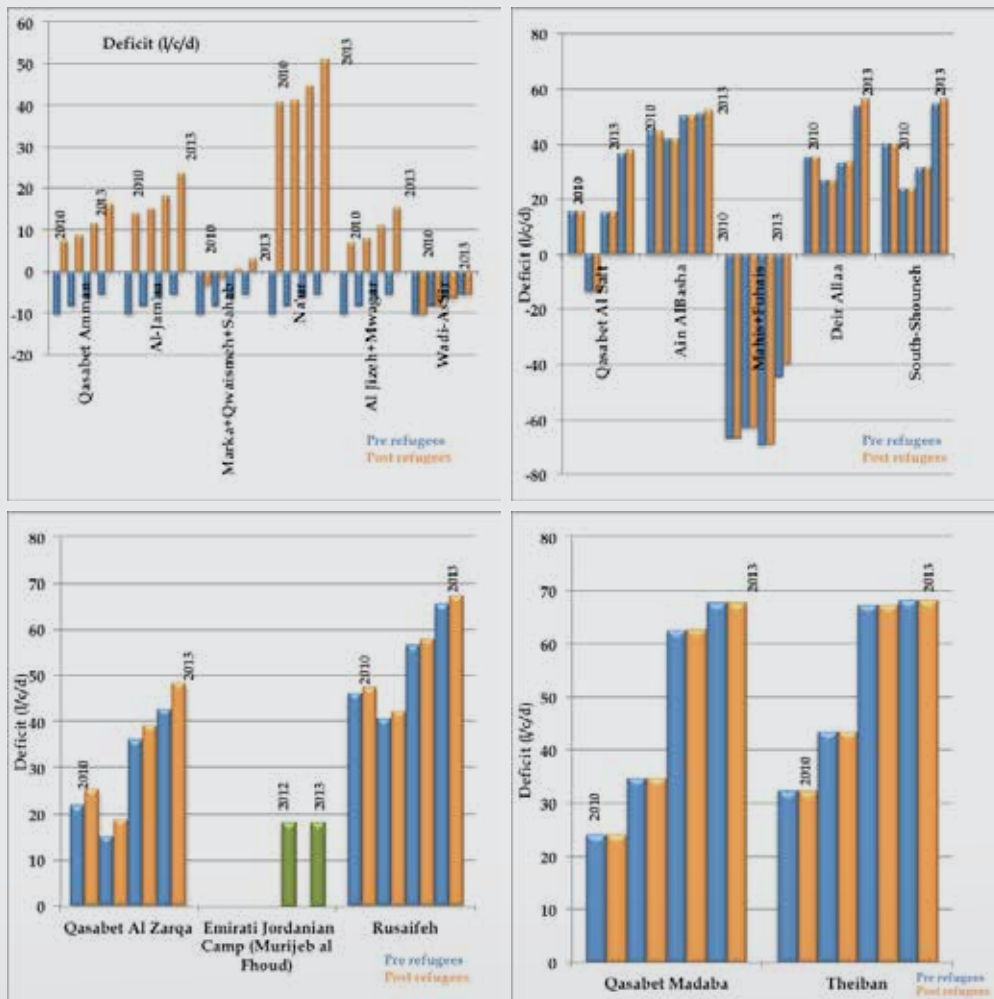 Deficit (l/c/d)
60
50
40
30
20
10
0
-10
-20
2010
2013
2010
2013
2010
2013
2010
2013
2010
2013
2010
2013
Qasabet Amman
Marka+Qwaismeh+Sahab
Na'ur
Al Jizeh+Mwagar
Pre refugees
Post refugees
Deficit (l/c/d)
80
60
40
20
0
-20
-40
-60
-80
2010
2013
2010
2013
2010
2013
2010
2013
2010
2013
Qasabet Al Salt
Ain AlBasha
Mahis+Fuhais
Deir Allaa
South-Shouneh
Pre refugees
Post refugees
Deficit (l/c/d)
80
70
60
50
40
30
20
10
0
2010
2013
2012
2013
2010
2013
Qasabet Al Zarqa
Emirati Jordanian
Camp (Murijeb al
Fhoud)
Rusaifeh
Pre refugees
Post refugees
Deficit (l/c/d)
80
70
60
50
40
30
20
10
0
2010
2013
2010
2013
Qasabet Madaba
Theiban
Pre refugees
Post refugees